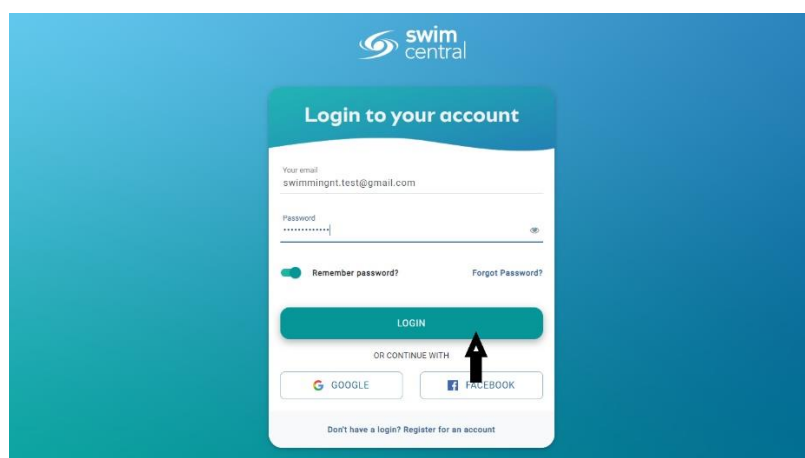 swim
central
Login to your account
Your email
swimmingnt.test@gmail.com
Password
•••••••••••••
Remember password? Forgot Password?
LOGIN
OR CONTINUE WITH
GOOGLE FACEBOOK
Don't have a login? Register for an account